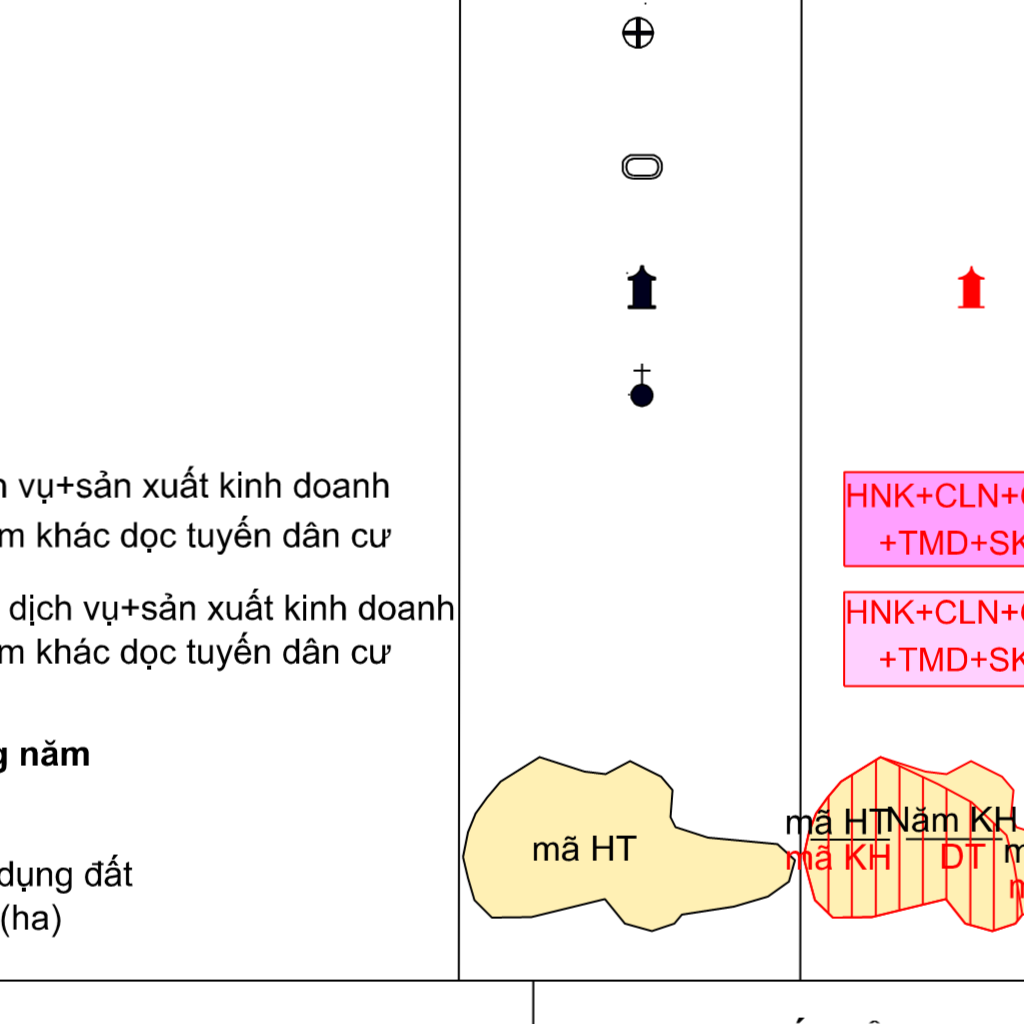 vụ+sản xuất kinh doanh
HNK+CLN+
khác dọc tuyến dân cư
+TMD+SK
dịch vụ+sản xuất kinh doanh
HNK+CLN+
khác dọc tuyến dân cư
+TMD+SK
năm
mã HT
mã HT
Năm KH
mã KH
DT
dụng đất
(ha)